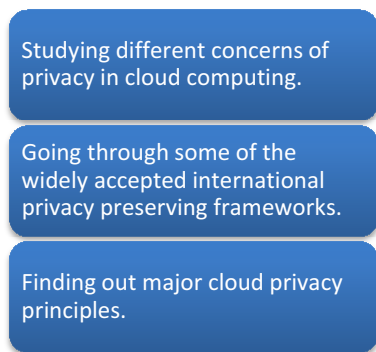 Studying different concerns of
privacy in cloud computing.
Going through some of the
widely accepted international
privacy preserving frameworks.
Finding out major cloud privacy
principles.